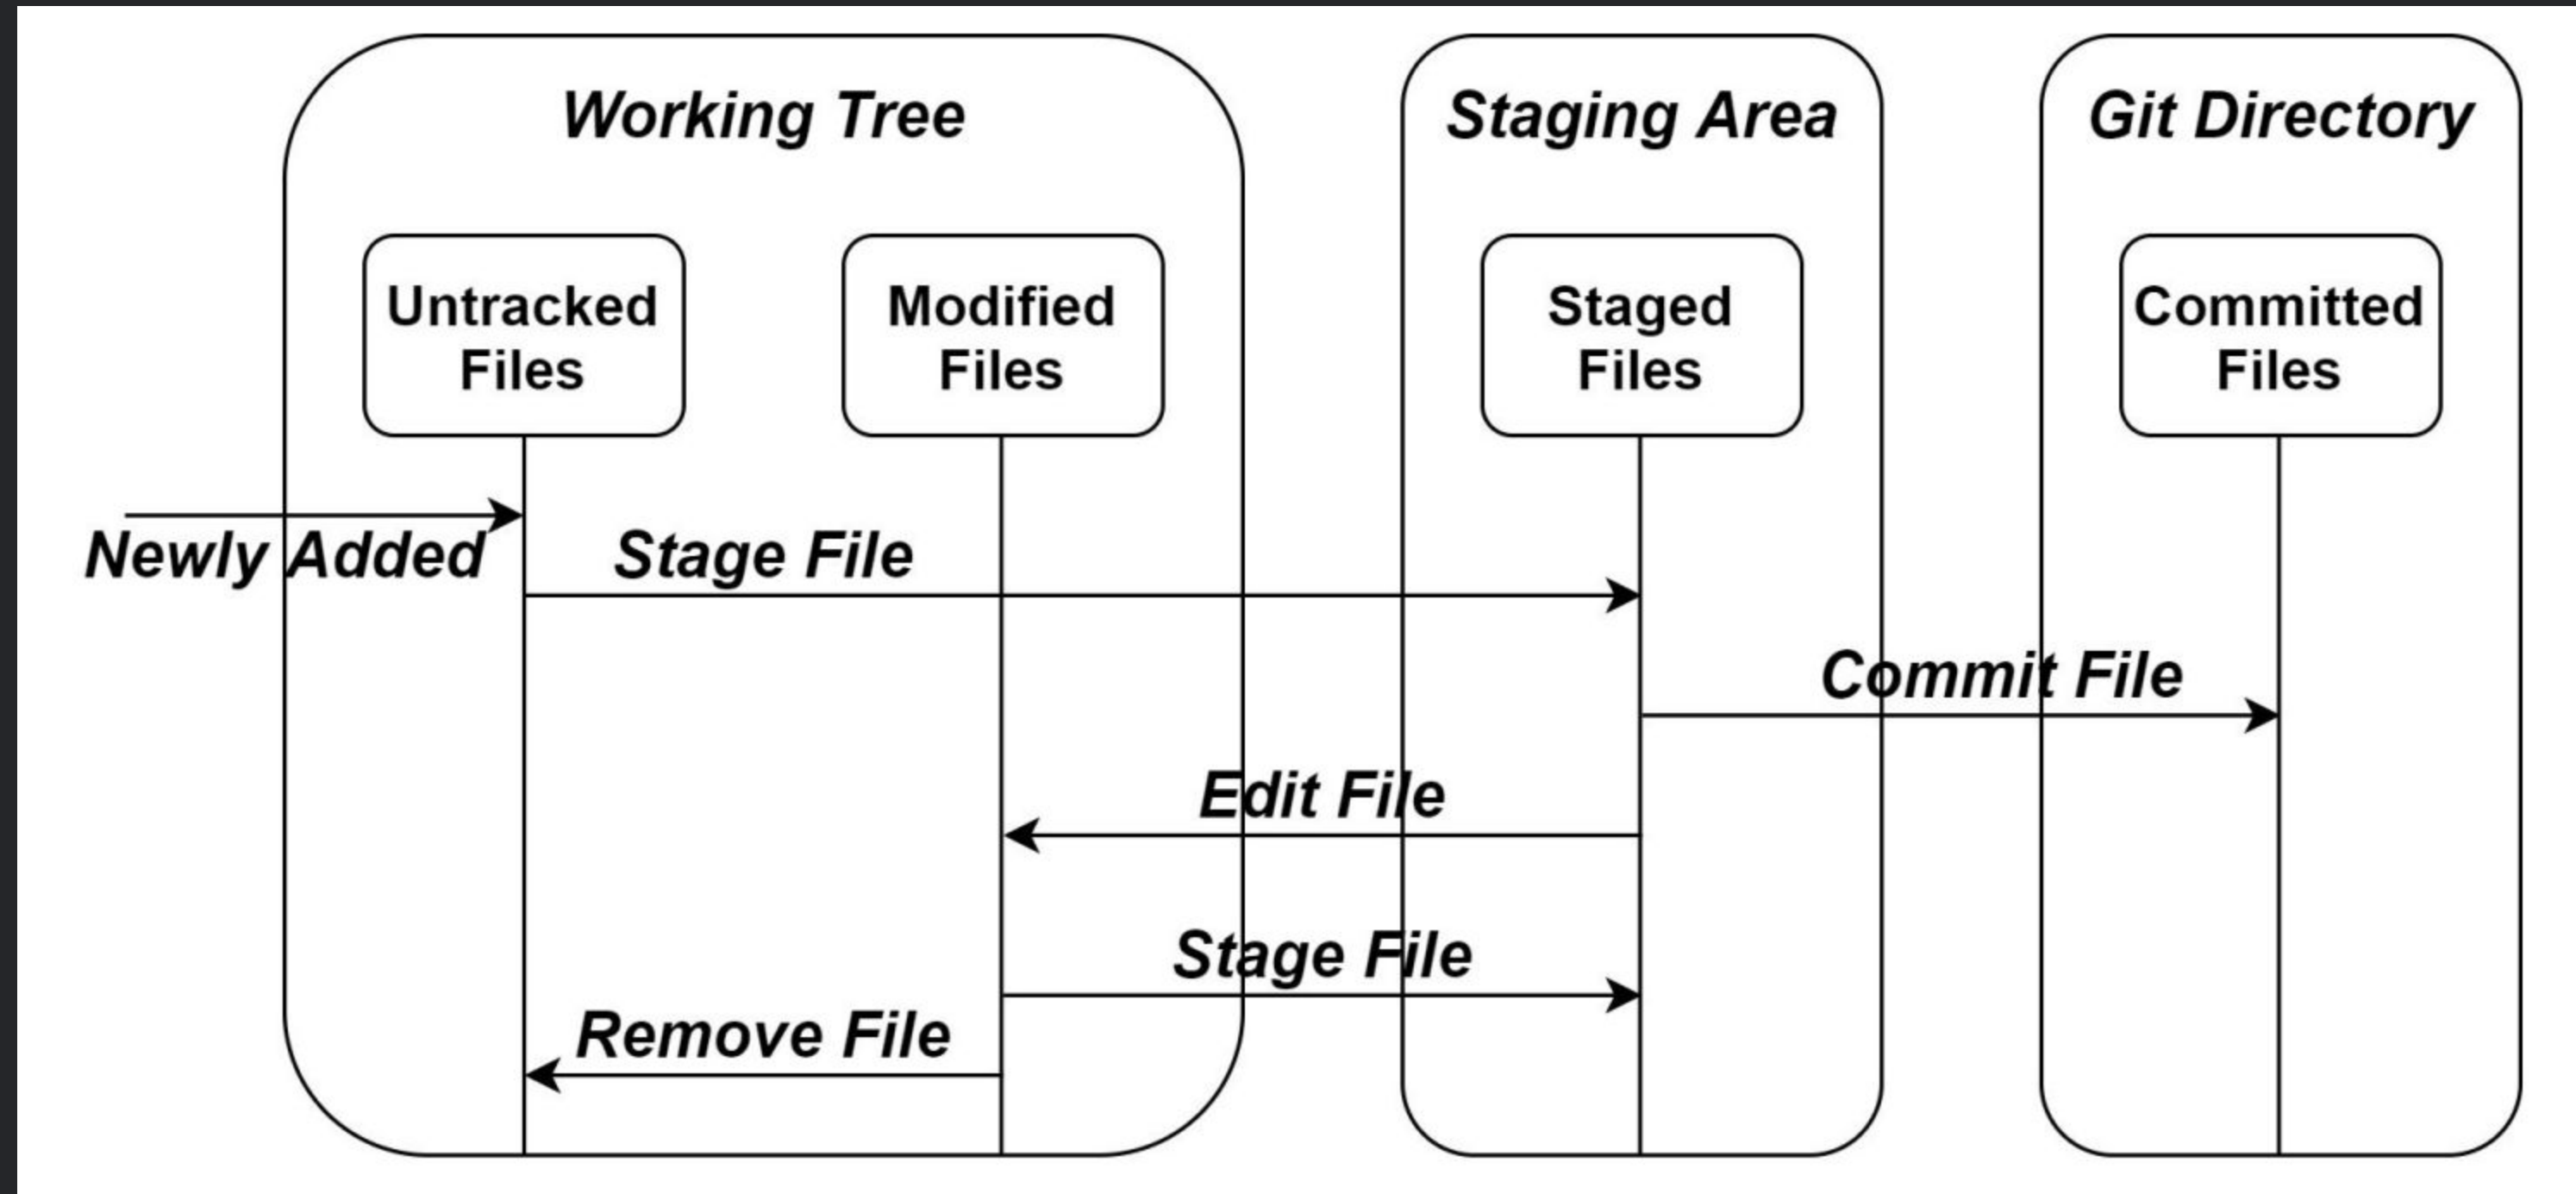 Working Tree
Staging Area
Git Directory
Untracked
Files
Modified
Files
Staged
Files
Committed
Files
Newly Added
Stage File
Commit File
Edit File
Stage File
Remove File